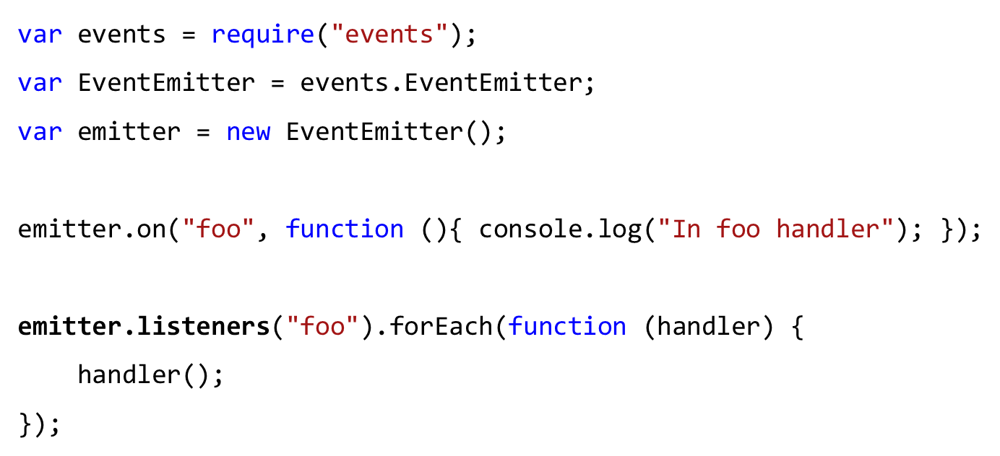 var events = require("events");
var EventEmitter = events.EventEmitter;
var emitter = new EventEmitter();
emitter.on("foo", function (){ console.log("In foo handler"); });
emitter.listeners("foo").forEach(function (handler) {
    handler();
});